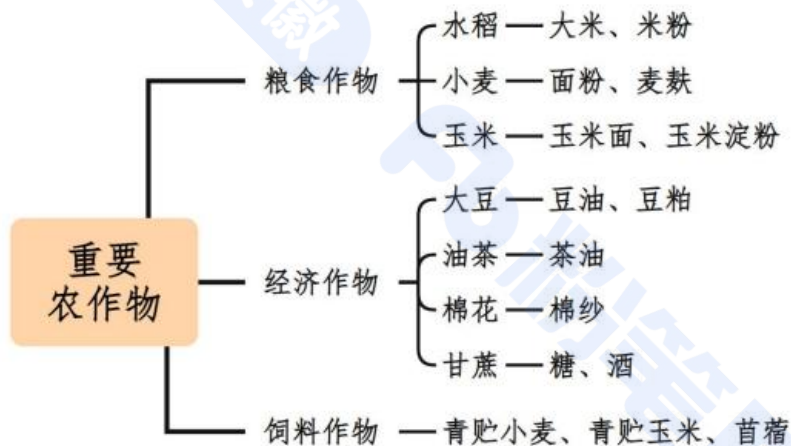 水稻 — 大米、米粉
粮食作物 — 小麦 — 面粉、麦麸
玉米 — 玉米面、玉米淀粉
大豆 — 豆油、豆粕
重要
农作物
油茶 — 茶油
经济作物
棉花 — 棉纱
甘蔗 — 糖、酒
饲料作物 — 青贮小麦、青贮玉米、苜蓿
粉笔